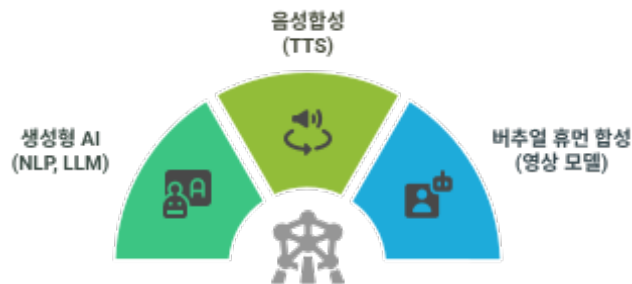 음성합성
(TTS)
생성형 AI
(NLP, LLM)
버추얼 휴먼 합성
(영상 모델)